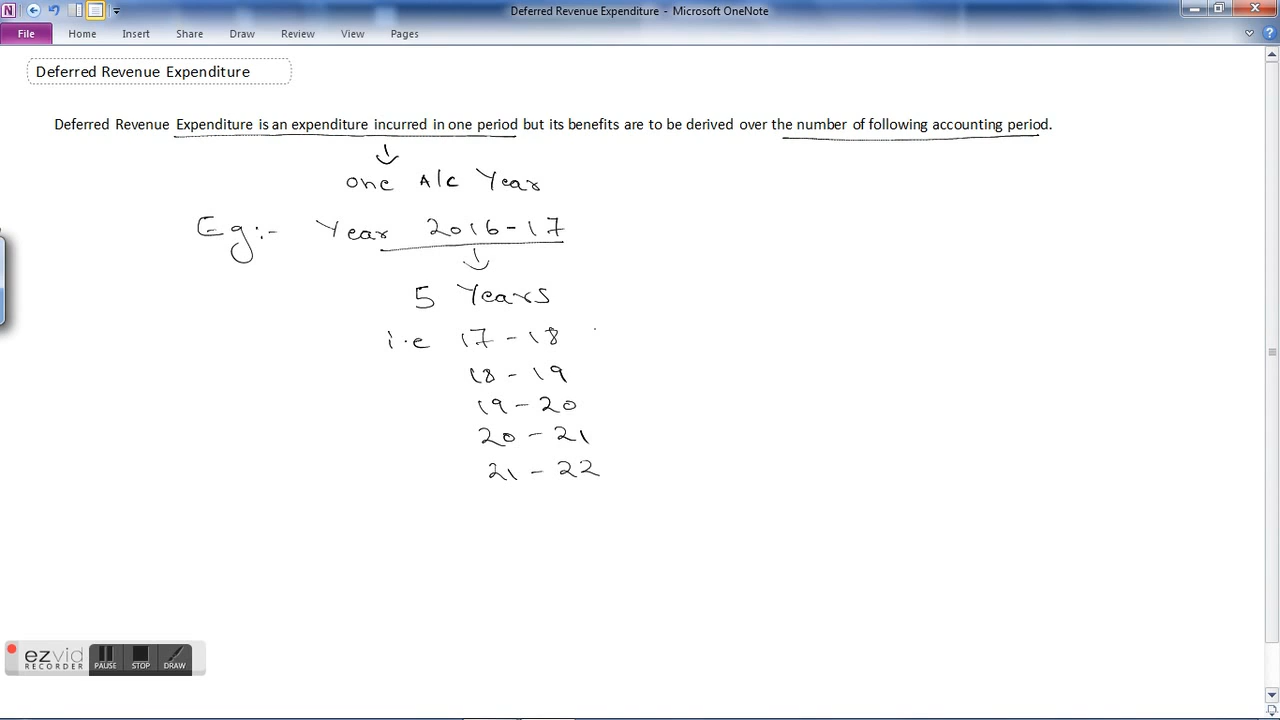 Deferred Revenue Expenditure - Microsoft OneNote
File Home Insert Share Draw Review View Pages
Deferred Revenue Expenditure
Deferred Revenue Expenditure is an expenditure incurred in one period but its benefits are to be derived over the number of following accounting period.
one A/c Year
Eg:- Year 2016-17
5 Years
i.e 17-18
18-19
19-20
20-21
21-22
ezvid
RECORDER
PAUSE STOP DRAW